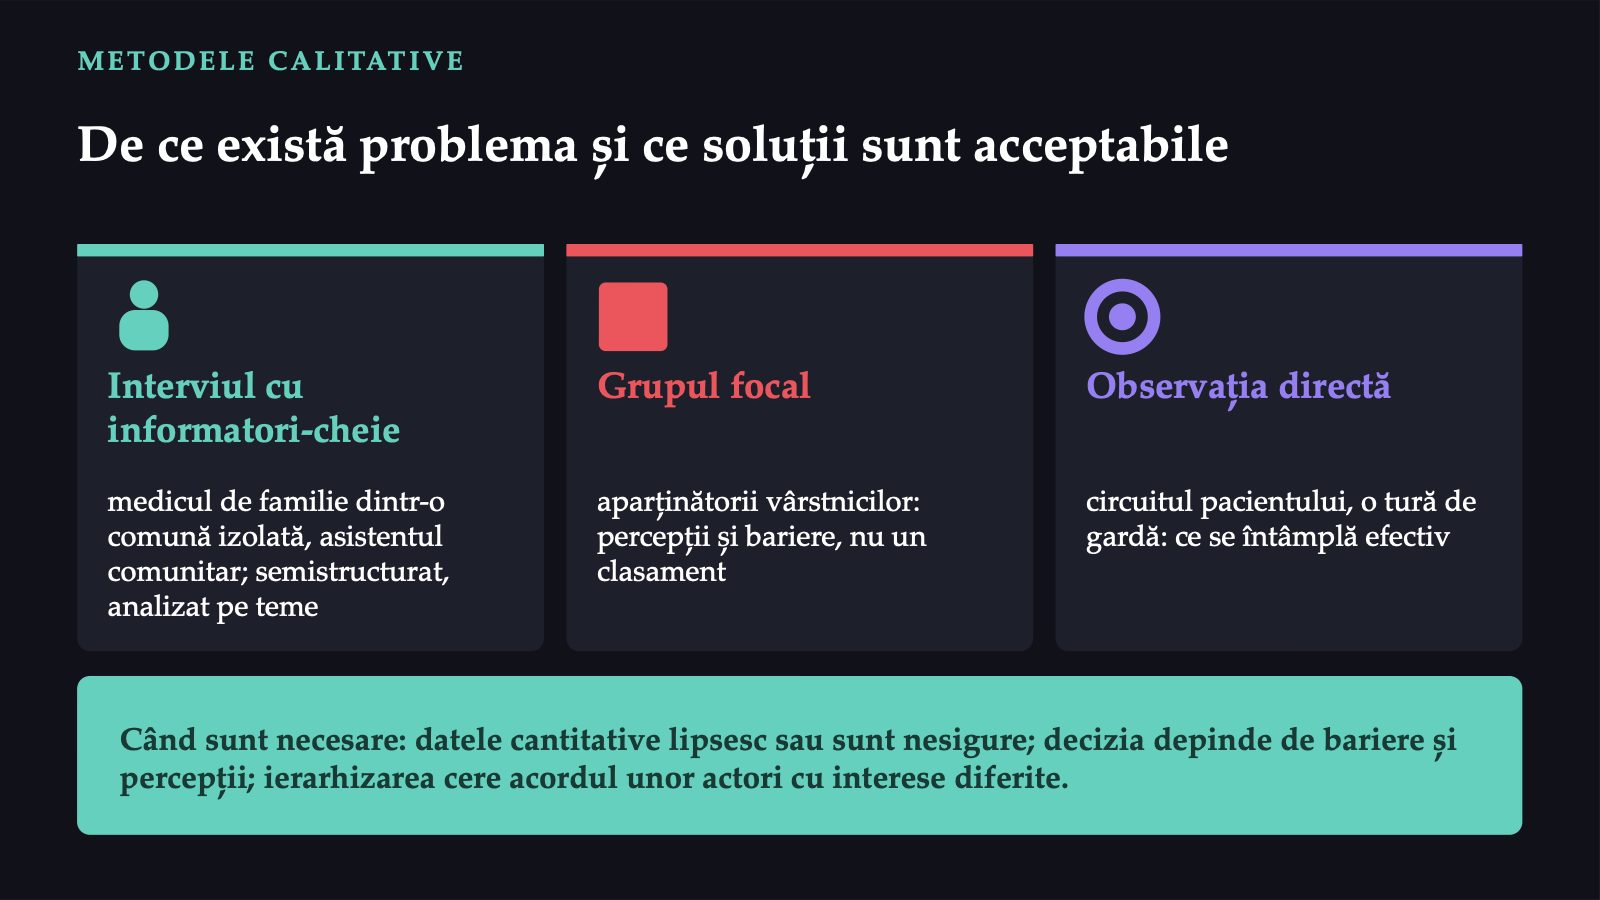 METODELE CALITATIVE
De ce există problema și ce soluții sunt acceptabile
Interviul cu
informatori-cheie
medicul de familie dintr-o
comună izolată, asistentul
comunitar; semistructurat,
analizat pe teme
Grupul focal
aparținătorii vârstnicilor:
percepții și bariere, nu un
clasament
Observația directă
circuitul pacientului, o tură de
gardă: ce se întâmplă efectiv
Când sunt necesare: datele cantitative lipsesc sau sunt nesigure; decizia depinde de bariere și
percepții; ierarhizarea cere acordul unor actori cu interese diferite.